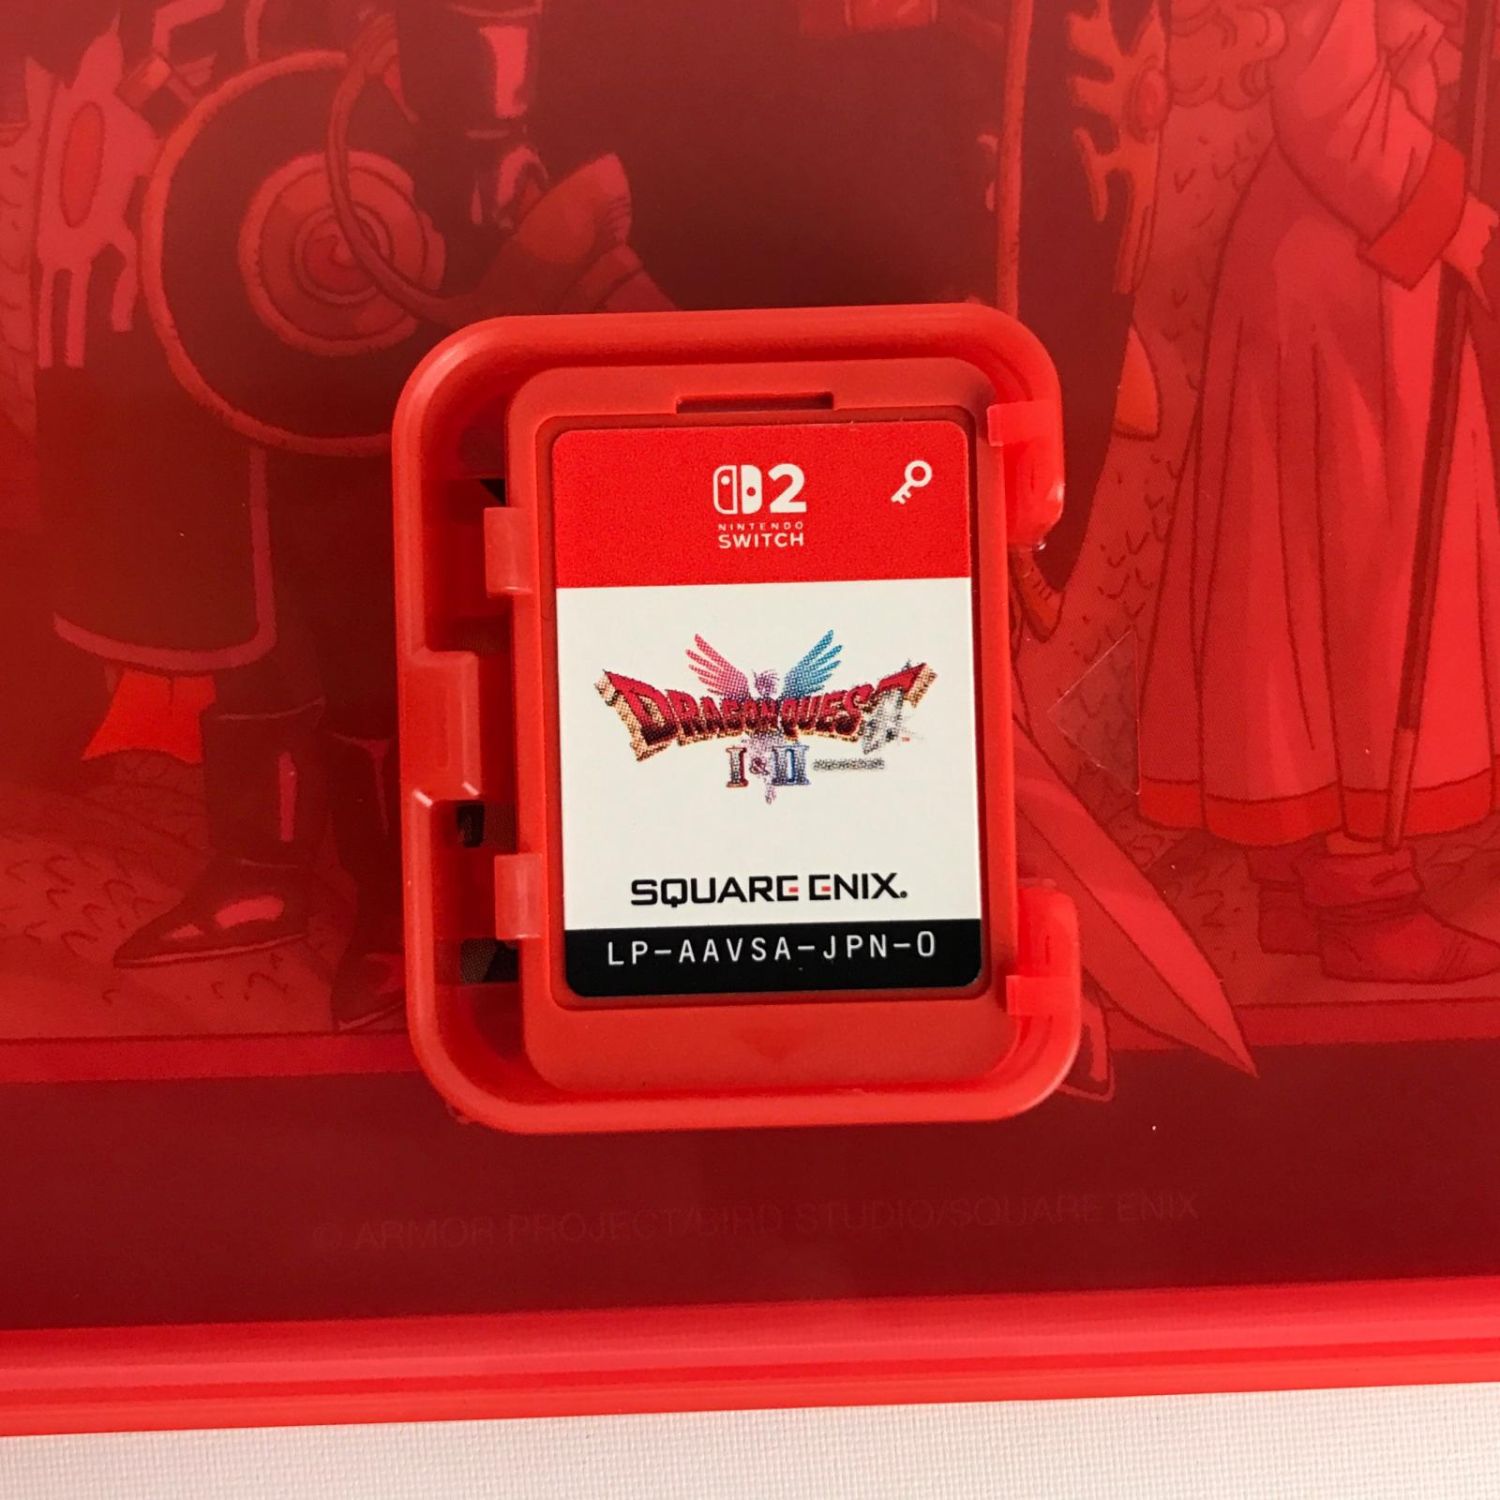 2
NINTENDO
SWITCH
DRAGON QUEST
I & II
SQUARE ENIX.
LP-AAVSA-JPN-0
© ARMOR PROJECT/BIRD STUDIO/SQUARE ENIX